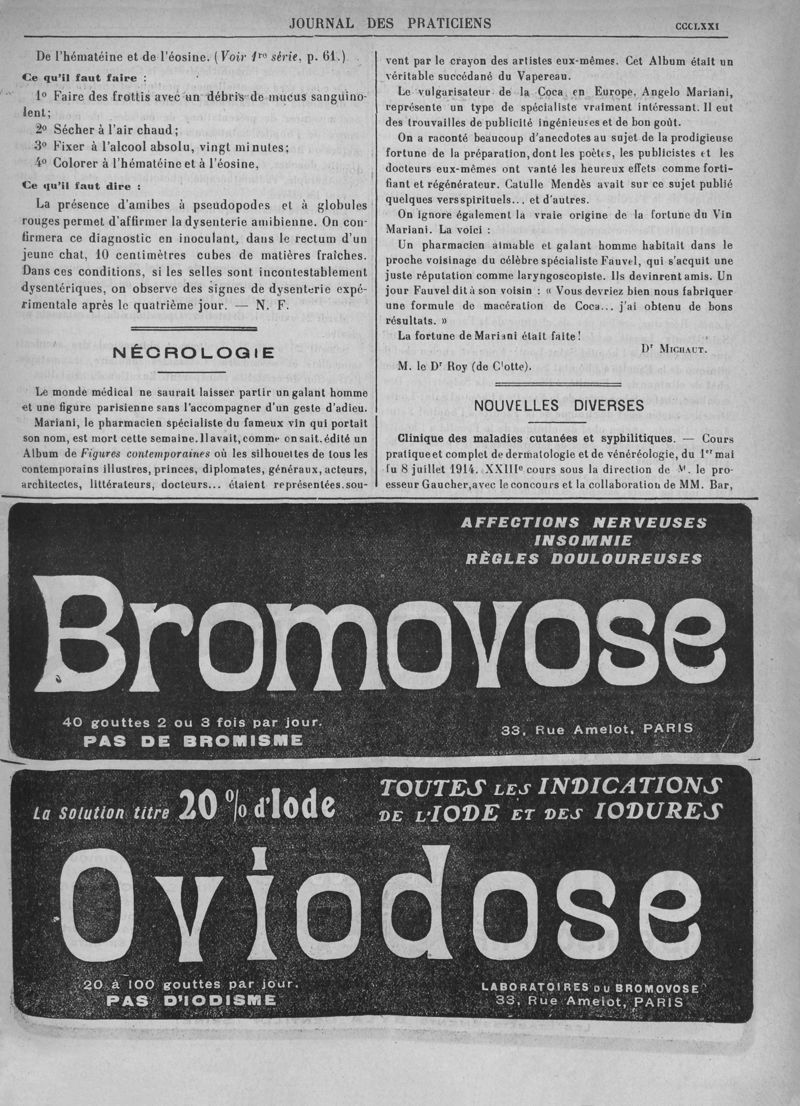 JOURNAL DES PRATICIENS
CCCLXXI
De l'hématéine et de l'éosine. (Voir 1re série, p. 61.)
Ce qu'il faut faire :
1o Faire des frottis avec un débris de mucus sanguino-
lent;
2o Sécher à l'air chaud;
3o Fixer à l'alcool absolu, vingt minutes;
4o Colorer à l'hématéine et à l'éosine,
Ce qu'il faut dire :
La présence d'amibes à pseudopodes et à globules
rouges permet d'affirmer la dysenterie amibienne. On con-
firmera ce diagnostic en inoculant, dans le rectum d'un
jeune chat, 10 centimètres cubes de matières fraîches.
Dans ces conditions, si les selles sont incontestablement
dysentériques, on observe des signes de dysenterie expé-
rimentale après le quatrième jour. — N. F.
NÉCROLOGIE
Le monde médical ne saurait laisser partir un galant homme
et une figure parisienne sans l'accompagner d'un geste d'adieu.
Mariani, le pharmacien spécialiste du fameux vin qui portait
son nom, est mort cette semaine. Il avait, comme on sait. édité un
Album de Figures contemporaines où les silhouettes de tous les
contemporains illustres, princes, diplomates, généraux, acteurs,
architectes, littérateurs, docteurs... étaient représentées. sou-
vent par le crayon des artistes eux-mêmes. Cet Album était un
véritable succédané du Vapereau.
Le vulgarisateur de la Coca en Europe, Angelo Mariani,
représente un type de spécialiste vraiment intéressant. Il eut
des trouvailles de publicité ingénieuses et de bon goût.
On a raconté beaucoup d'anecdotes au sujet de la prodigieuse
fortune de la préparation, dont les poètes, les publicistes et les
docteurs eux-mêmes ont vanté les heureux effets comme forti-
fiant et régénérateur. Catulle Mendès avait sur ce sujet publié
quelques vers spirituels... et d'autres.
On ignore également la vraie origine de la fortune du Vin
Mariani. La voici :
Un pharmacien aimable et galant homme habitait dans le
proche voisinage du célèbre spécialiste Fauvel, qui s'acquit une
juste réputation comme laryngoscopiste. Ils devinrent amis. Un
jour Fauvel dit à son voisin : « Vous devriez bien nous fabriquer
une formule de macération de Coca... j'ai obtenu de bons
résultats. »
La fortune de Mariani était faite!
Dr MICHAUT.
M. le Dr Roy (de Clotte).
NOUVELLES DIVERSES
Clinique des maladies cutanées et syphilitiques. — Cours
pratique et complet de dermatologie et de vénéréologie, du 1er mai
au 8 juillet 1914. XXIIIe cours sous la direction de M. le pro-
esseur Gaucher, avec le concours et la collaboration de MM. Bar,
AFFECTIONS NERVEUSES
INSOMNIE
RÈGLES DOULOUREUSES
Bromovose
40 gouttes 2 ou 3 fois par jour.
PAS DE BROMISME
33, Rue Amelot, PARIS
La Solution titre 20 % d'Iode
TOUTES LES INDICATIONS
DE L'IODE ET DES IODURES
Oviodose
20 à 100 gouttes par jour.
PAS D'IODISME
LABORATOIRES DU BROMOVOSE
33, Rue Amelot, PARIS